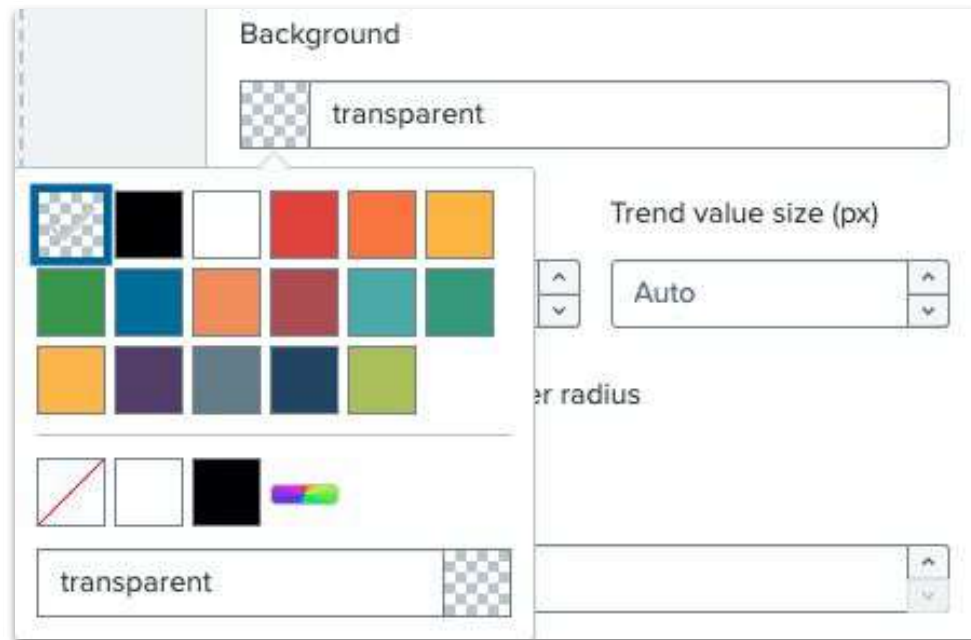 Background
transparent
Trend value size (px)
Auto
er radius
transparent